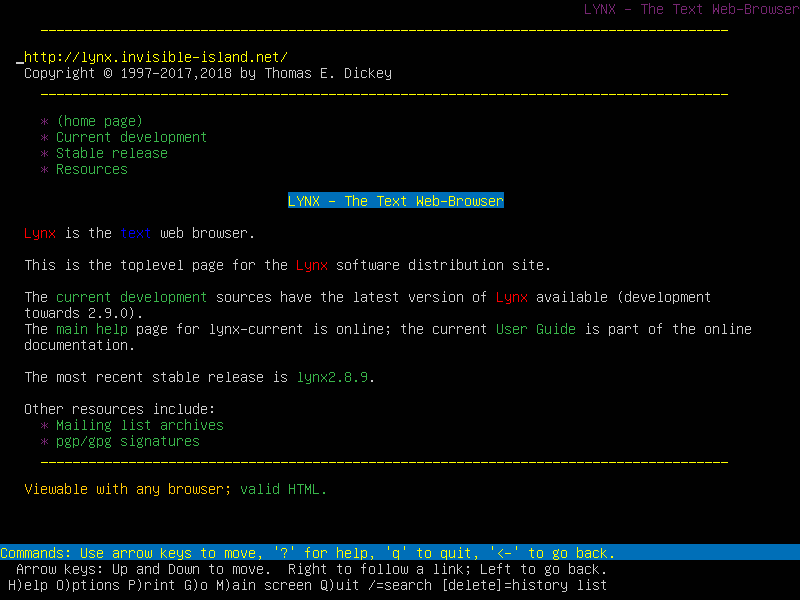 LYNX - The Text Web-Browser
http://lynx.invisible-island.net/
Copyright © 1997-2017,2018 by Thomas E. Dickey
* (home page)
* Current development
* Stable release
* Resources
LYNX - The Text Web-Browser
Lynx is the text web browser.
This is the toplevel page for the Lynx software distribution site.
The current development sources have the latest version of Lynx available (development
towards 2.9.0).
The main help page for lynx-current is online; the current User Guide is part of the online
documentation.
The most recent stable release is lynx2.8.9.
Other resources include:
* Mailing list archives
* pgp/gpg signatures
Viewable with any browser; valid HTML.
Commands: Use arrow keys to move, '?' for help, 'q' to quit, '<-' to go back.
Arrow keys: Up and Down to move.  Right to follow a link; Left to go back.
H)elp O)ptions P)rint G)o M)ain screen Q)uit /=search [delete]=history list